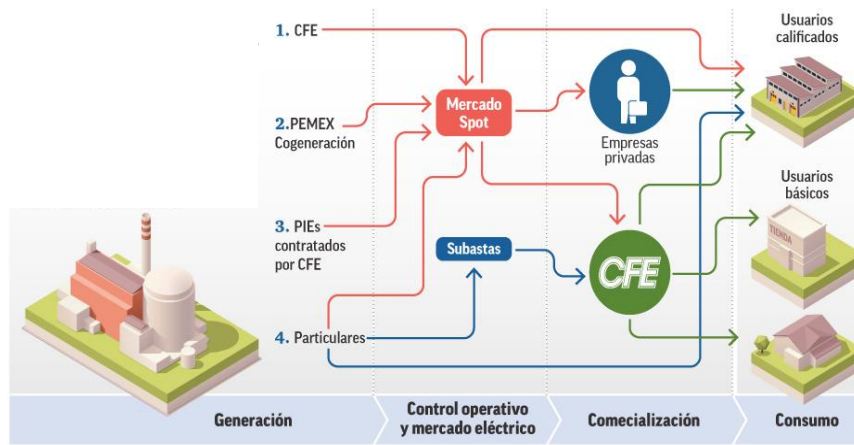 1. CFE
2. PEMEX
Cogeneración
3. PIEs
contratados
por CFE
4. Particulares
Mercado
Spot
Subastas
Empresas
privadas
CFE
Usuarios
calificados
Usuarios
básicos
TIENDA
Generación
Control operativo
y mercado eléctrico
Comecialización
Consumo